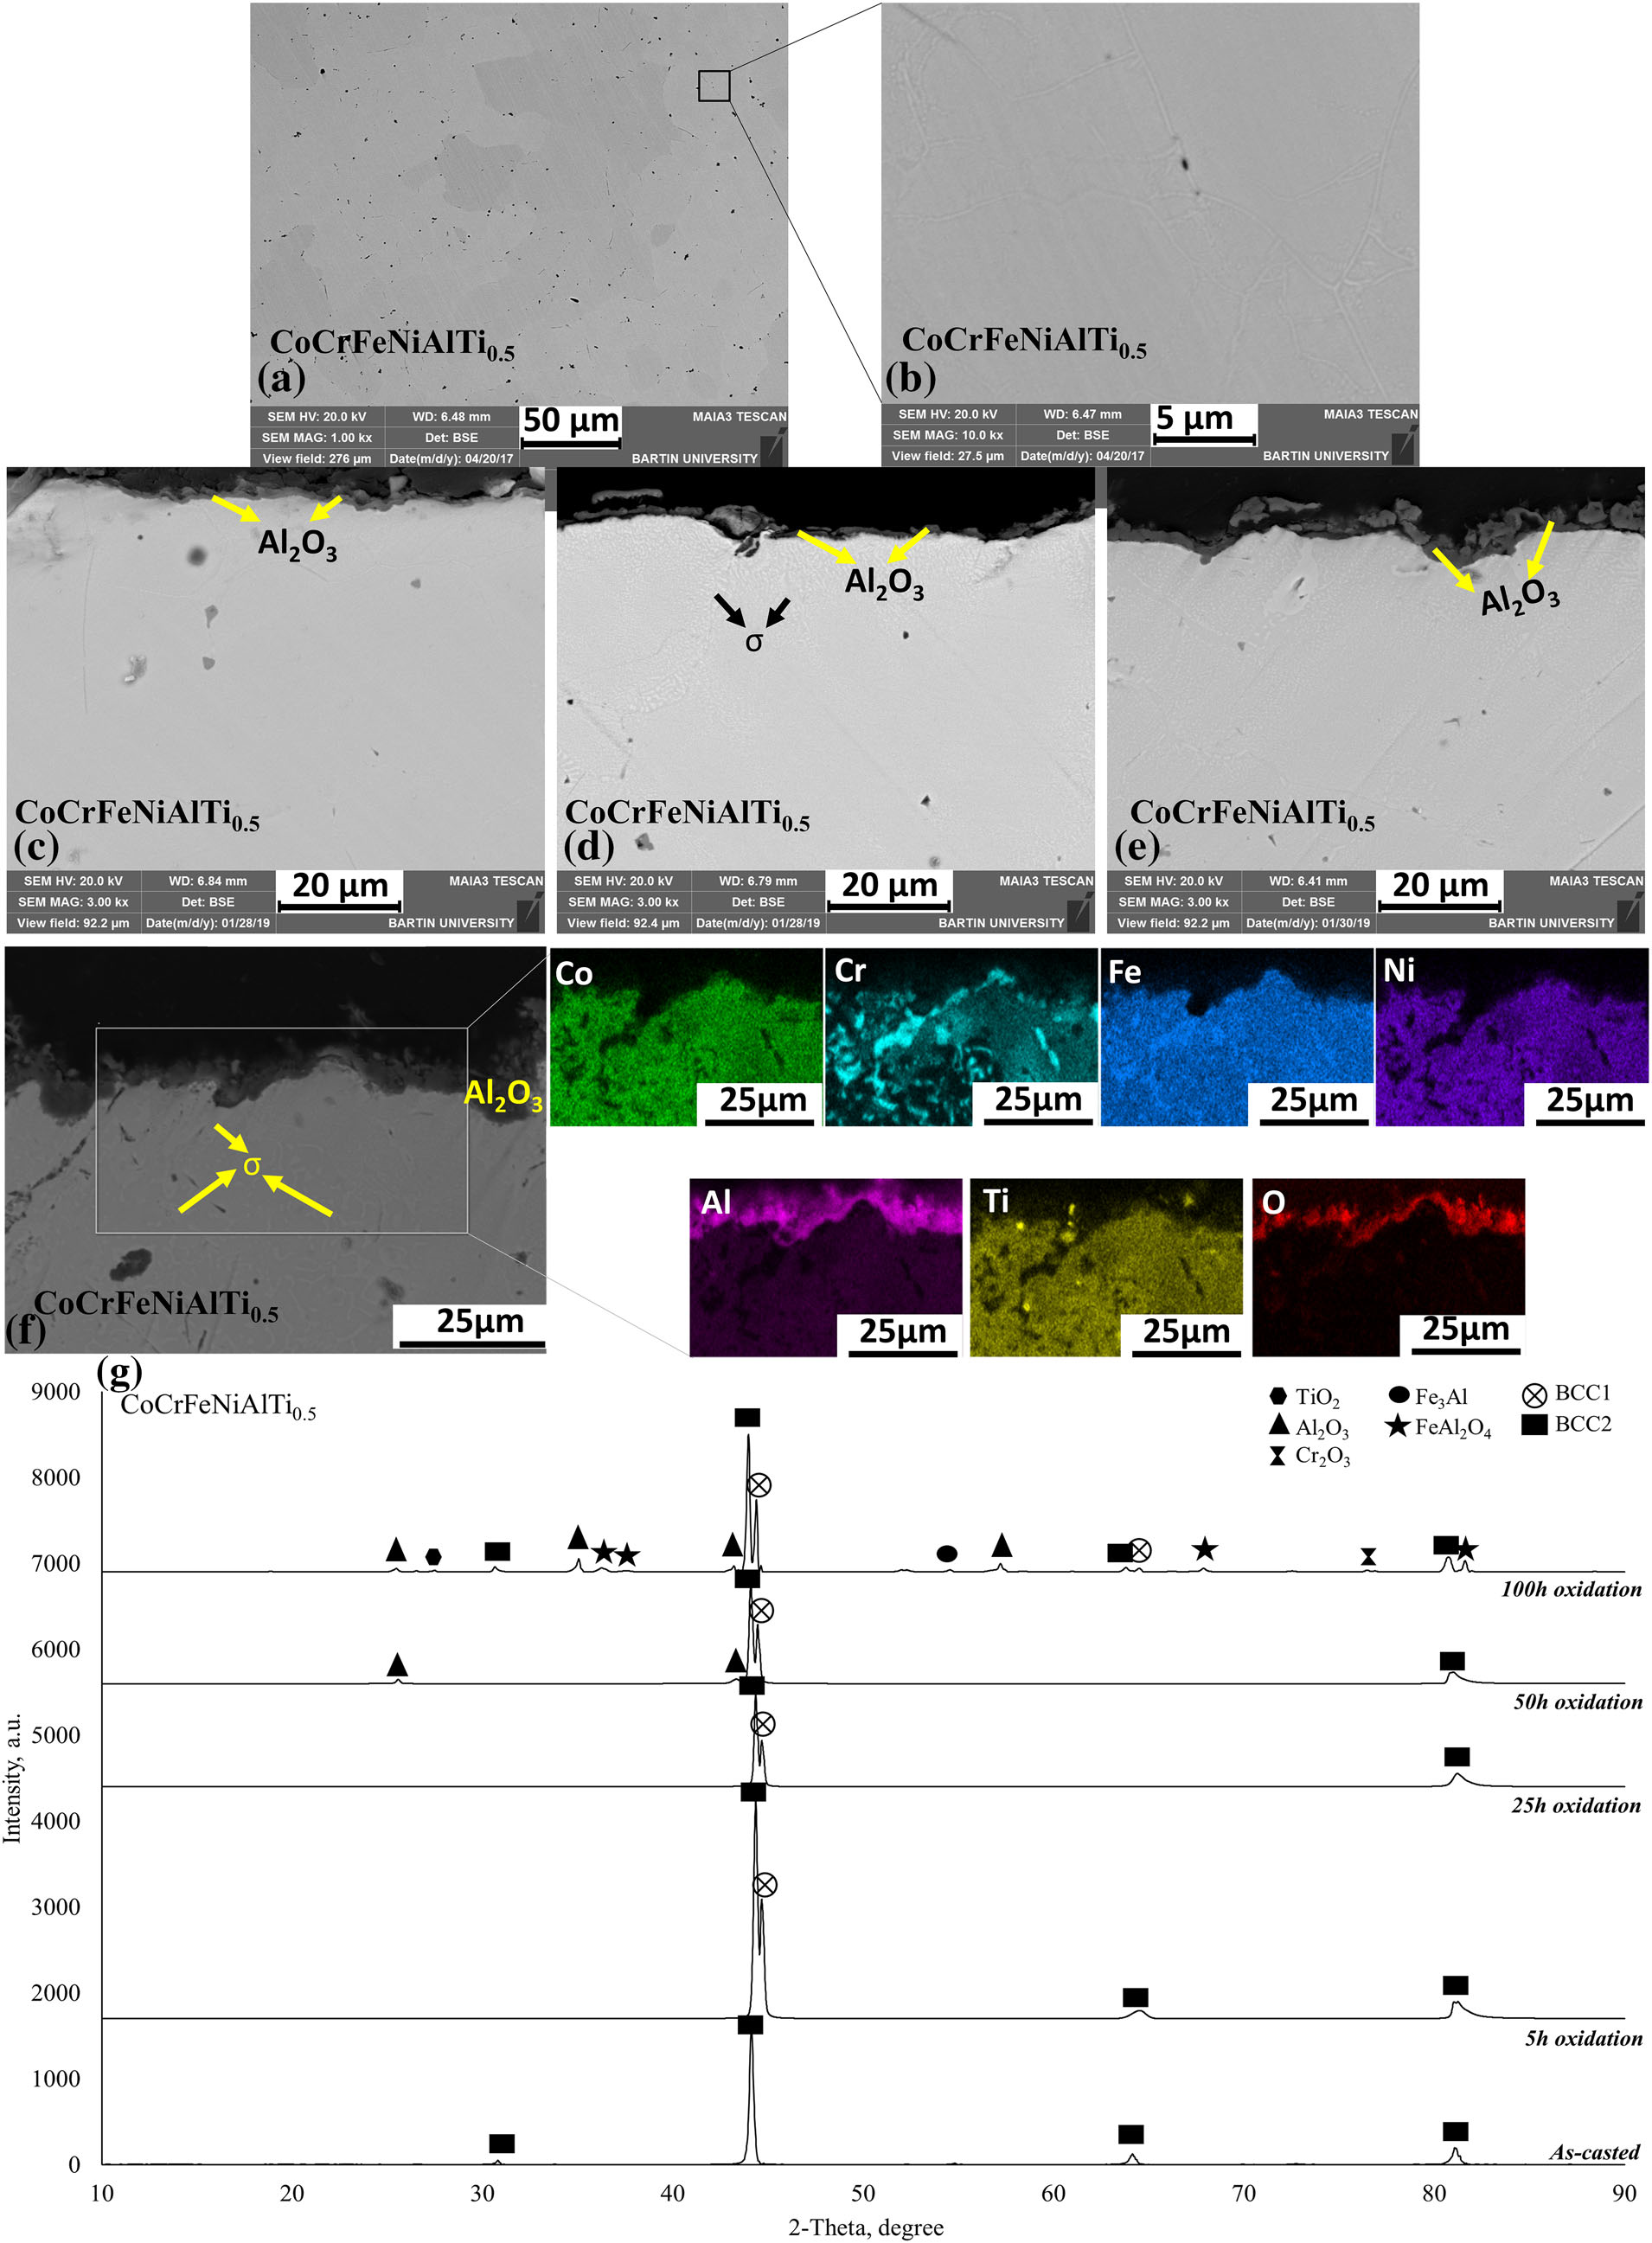 CoCrFeNiAlTi0.5
(a)
SEM HV: 20.0 kV WD: 6.48 mm 50 µm MAIA3 TESCAN
SEM MAG: 1.00 kx Det: BSE
View field: 276 µm Date(m/d/y): 04/20/17 BARTIN UNIVERSITY
CoCrFeNiAlTi0.5
(b)
SEM HV: 20.0 kV WD: 6.47 mm 5 µm MAIA3 TESCAN
SEM MAG: 10.0 kx Det: BSE
View field: 27.5 µm Date(m/d/y): 04/20/17 BARTIN UNIVERSITY
Al2O3
CoCrFeNiAlTi0.5
(c)
SEM HV: 20.0 kV WD: 6.84 mm 20 µm MAIA3 TESCAN
SEM MAG: 3.00 kx Det: BSE
View field: 92.2 µm Date(m/d/y): 01/28/19 BARTIN UNIVERSITY
Al2O3
σ
CoCrFeNiAlTi0.5
(d)
SEM HV: 20.0 kV WD: 6.79 mm 20 µm MAIA3 TESCAN
SEM MAG: 3.00 kx Det: BSE
View field: 92.4 µm Date(m/d/y): 01/28/19 BARTIN UNIVERSITY
Al2O3
CoCrFeNiAlTi0.5
(e)
SEM HV: 20.0 kV WD: 6.41 mm 20 µm MAIA3 TESCAN
SEM MAG: 3.00 kx Det: BSE
View field: 92.2 µm Date(m/d/y): 01/30/19 BARTIN UNIVERSITY
Al2O3
σ
CoCrFeNiAlTi0.5
(f)
25µm
Co
25µm
Cr
25µm
Fe
25µm
Ni
25µm
Al
25µm
Ti
25µm
O
25µm
(g)
CoCrFeNiAlTi0.5
TiO2 Fe3Al BCC1
Al2O3 FeAl2O4 BCC2
Cr2O3
9000
8000
7000
6000
5000
4000
3000
2000
1000
0
Intensity, a.u.
100h oxidation
50h oxidation
25h oxidation
5h oxidation
As-casted
10 20 30 40 50 60 70 80 90
2-Theta, degree